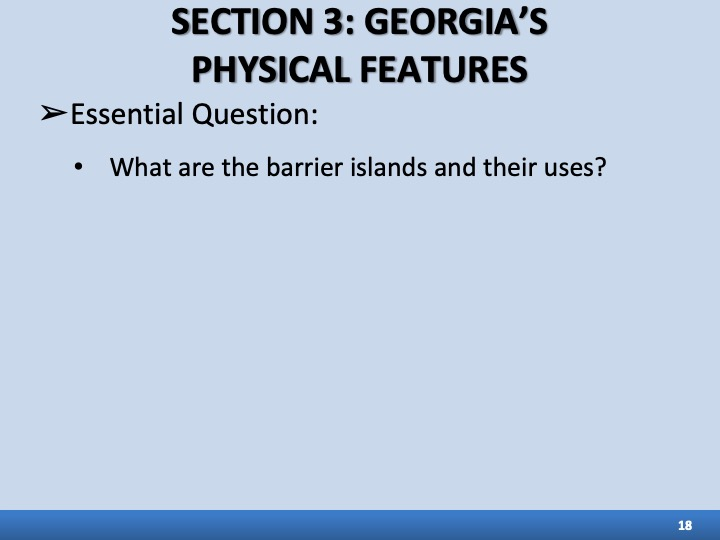 SECTION 3: GEORGIA’S
PHYSICAL FEATURES
➢Essential Question:
• What are the barrier islands and their uses?
18